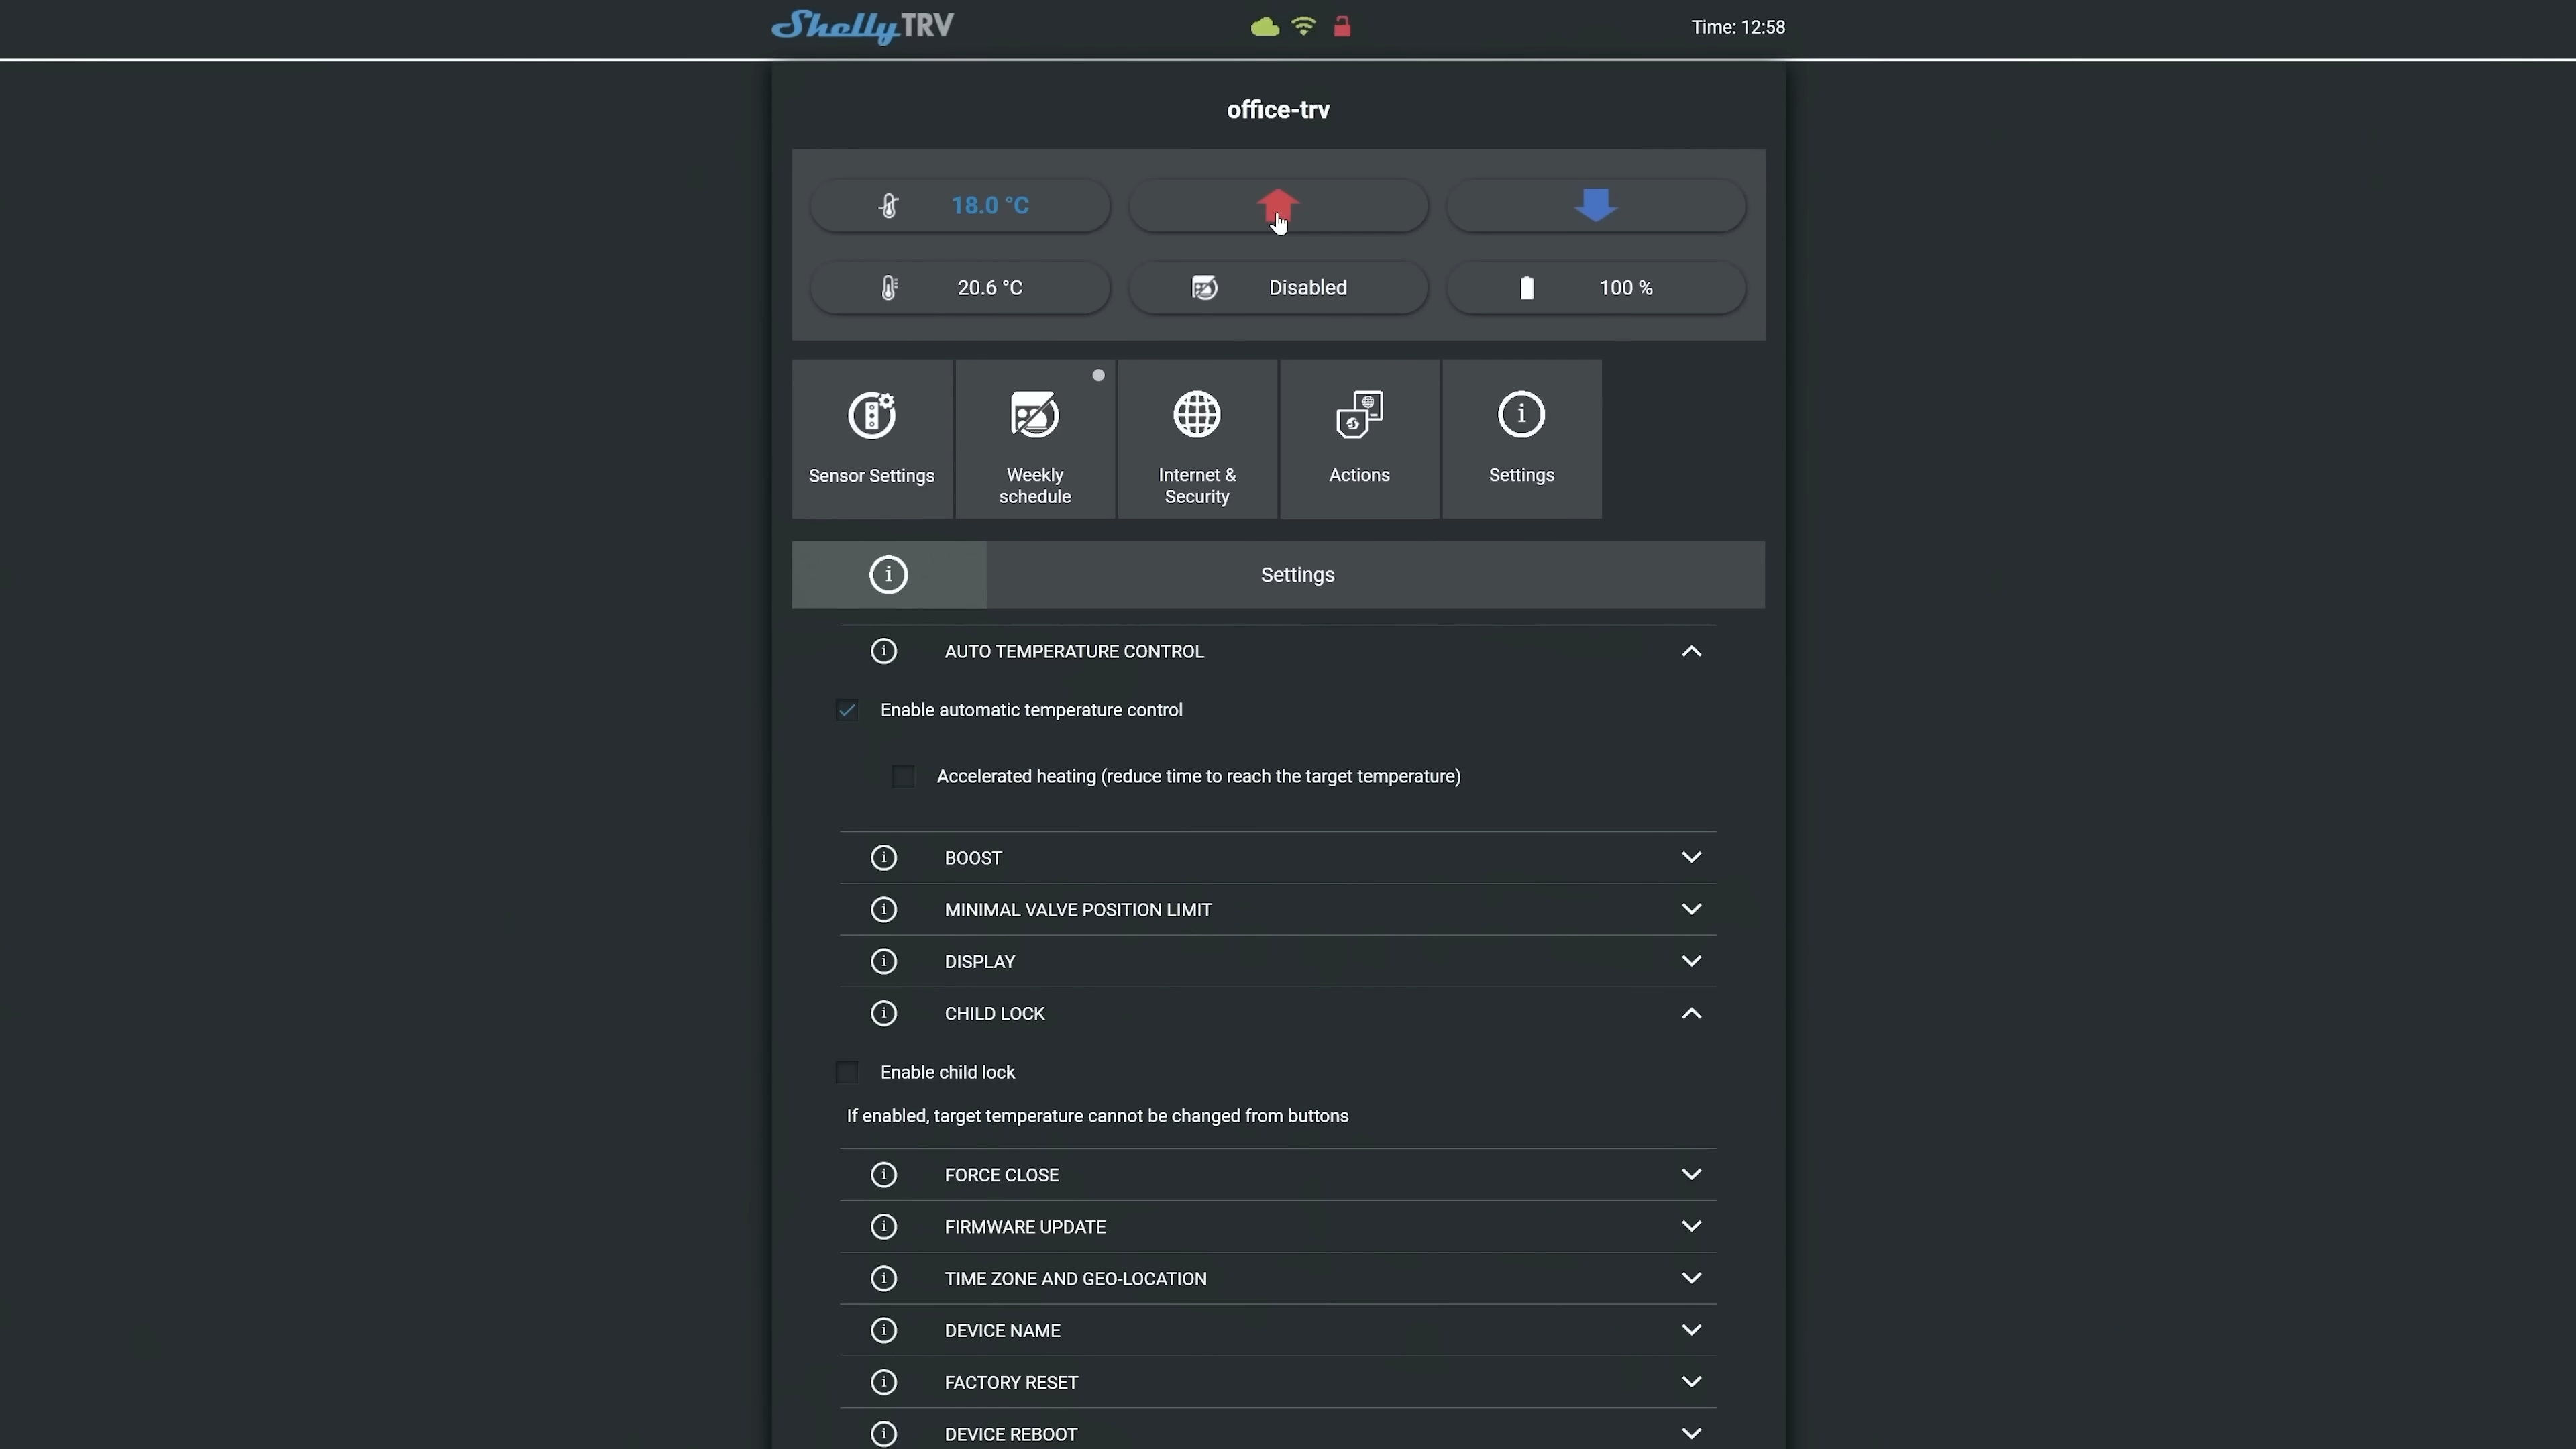 Shelly TRV
Time: 12:58
office-trv
18.0 °C
20.6 °C
Disabled
100 %
Sensor Settings
Weekly
schedule
Internet &
Security
Actions
Settings
Settings
AUTO TEMPERATURE CONTROL
Enable automatic temperature control
Accelerated heating (reduce time to reach the target temperature)
BOOST
MINIMAL VALVE POSITION LIMIT
DISPLAY
CHILD LOCK
Enable child lock
If enabled, target temperature cannot be changed from buttons
FORCE CLOSE
FIRMWARE UPDATE
TIME ZONE AND GEO-LOCATION
DEVICE NAME
FACTORY RESET
DEVICE REBOOT